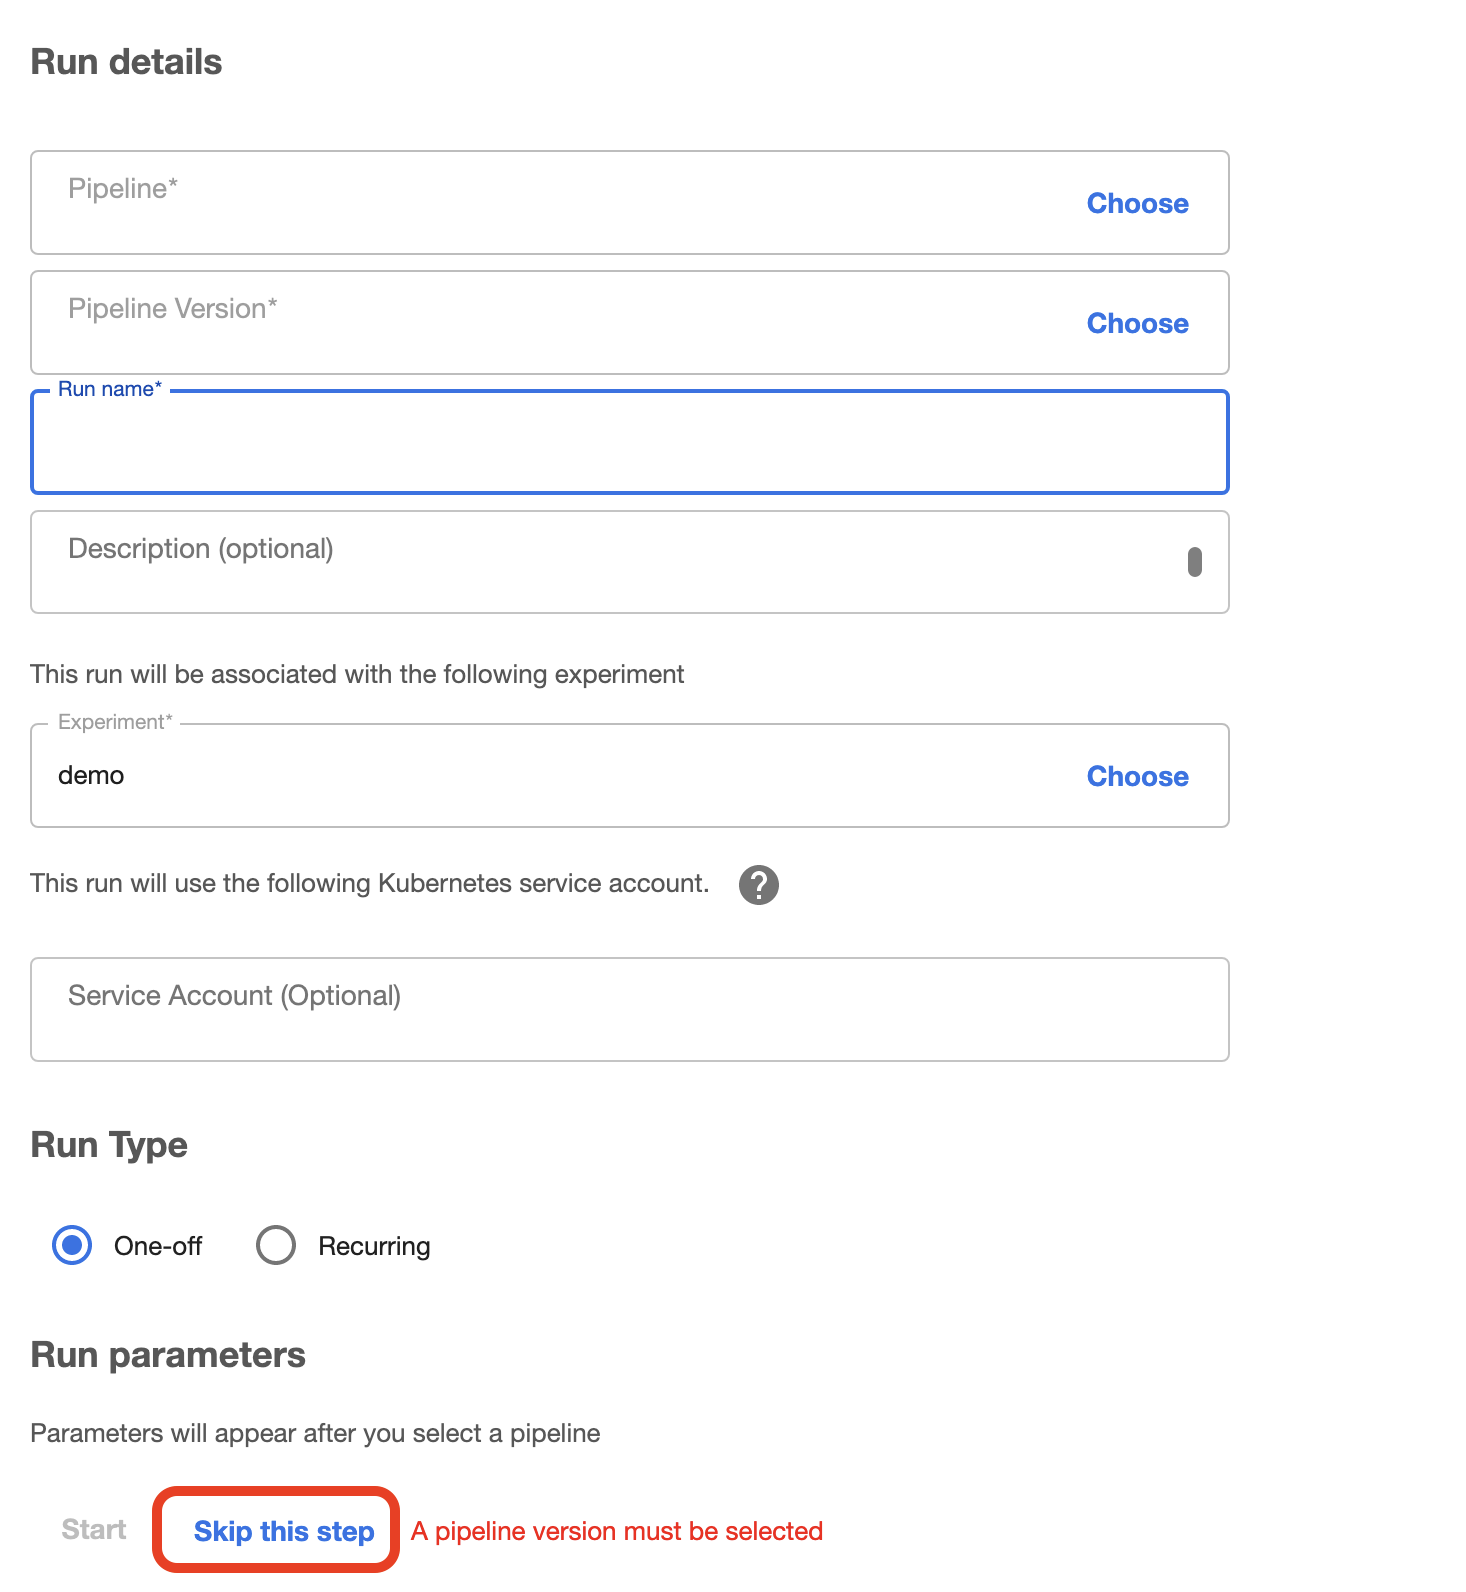 Run details
Pipeline*
Choose
Pipeline Version*
Choose
Run name*
Description (optional)
This run will be associated with the following experiment
Experiment*
demo
Choose
This run will use the following Kubernetes service account.
?
Service Account (Optional)
Run Type
One-off Recurring
Run parameters
Parameters will appear after you select a pipeline
Start Skip this step A pipeline version must be selected